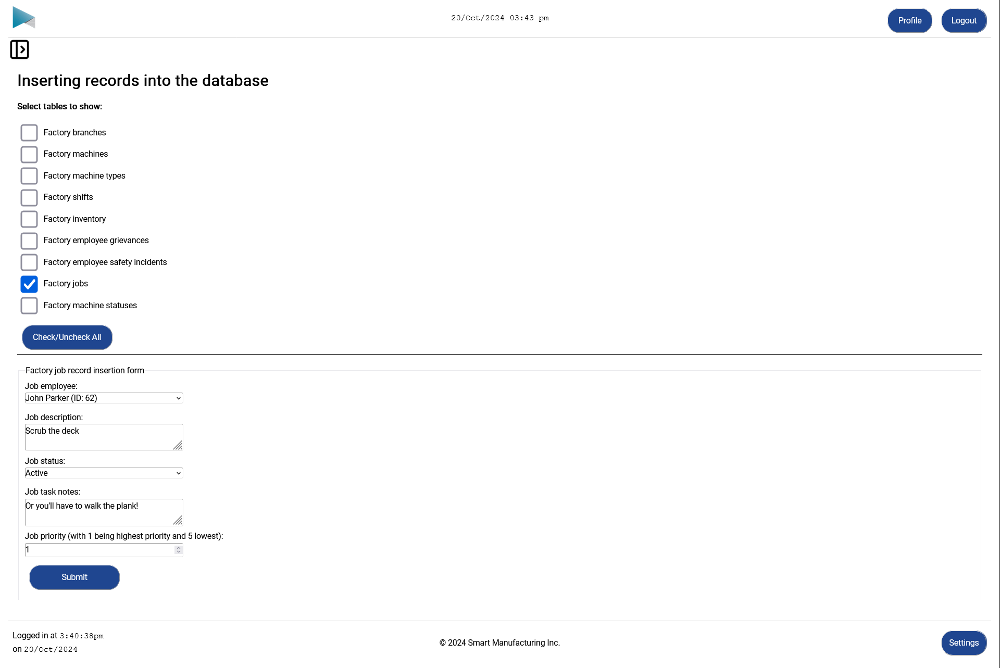 20/Oct/2024 03:43 pm
Profile
Logout
Inserting records into the database
Select tables to show:
Factory branches
Factory machines
Factory machine types
Factory shifts
Factory inventory
Factory employee grievances
Factory employee safety incidents
Factory jobs
Factory machine statuses
Check/Uncheck All
Factory job record insertion form
Job employee:
John Parker (ID: 62)
Job description:
Scrub the deck
Job status:
Active
Job task notes:
Or you'll have to walk the plank!
Job priority (with 1 being highest priority and 5 lowest):
1
Submit
Logged in at 3:40:38pm
on 20/Oct/2024
© 2024 Smart Manufacturing Inc.
Settings